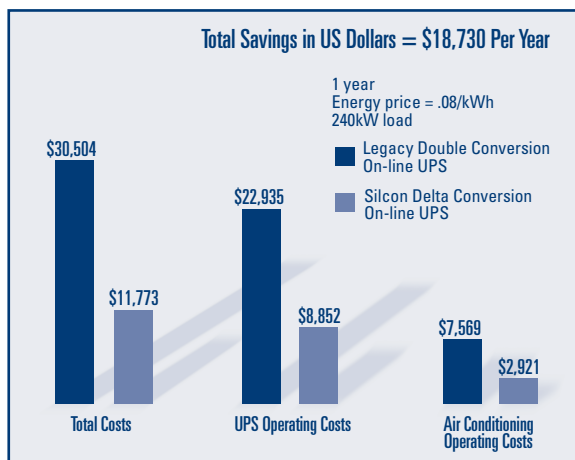 Total Savings in US Dollars = $18,730 Per Year
1 year
Energy price = .08/kWh
240kW load
Legacy Double Conversion
On-line UPS
Silcon Delta Conversion
On-line UPS
$30,504
$11,773
$22,935
$8,852
$7,569
$2,921
Total Costs
UPS Operating Costs
Air Conditioning
Operating Costs